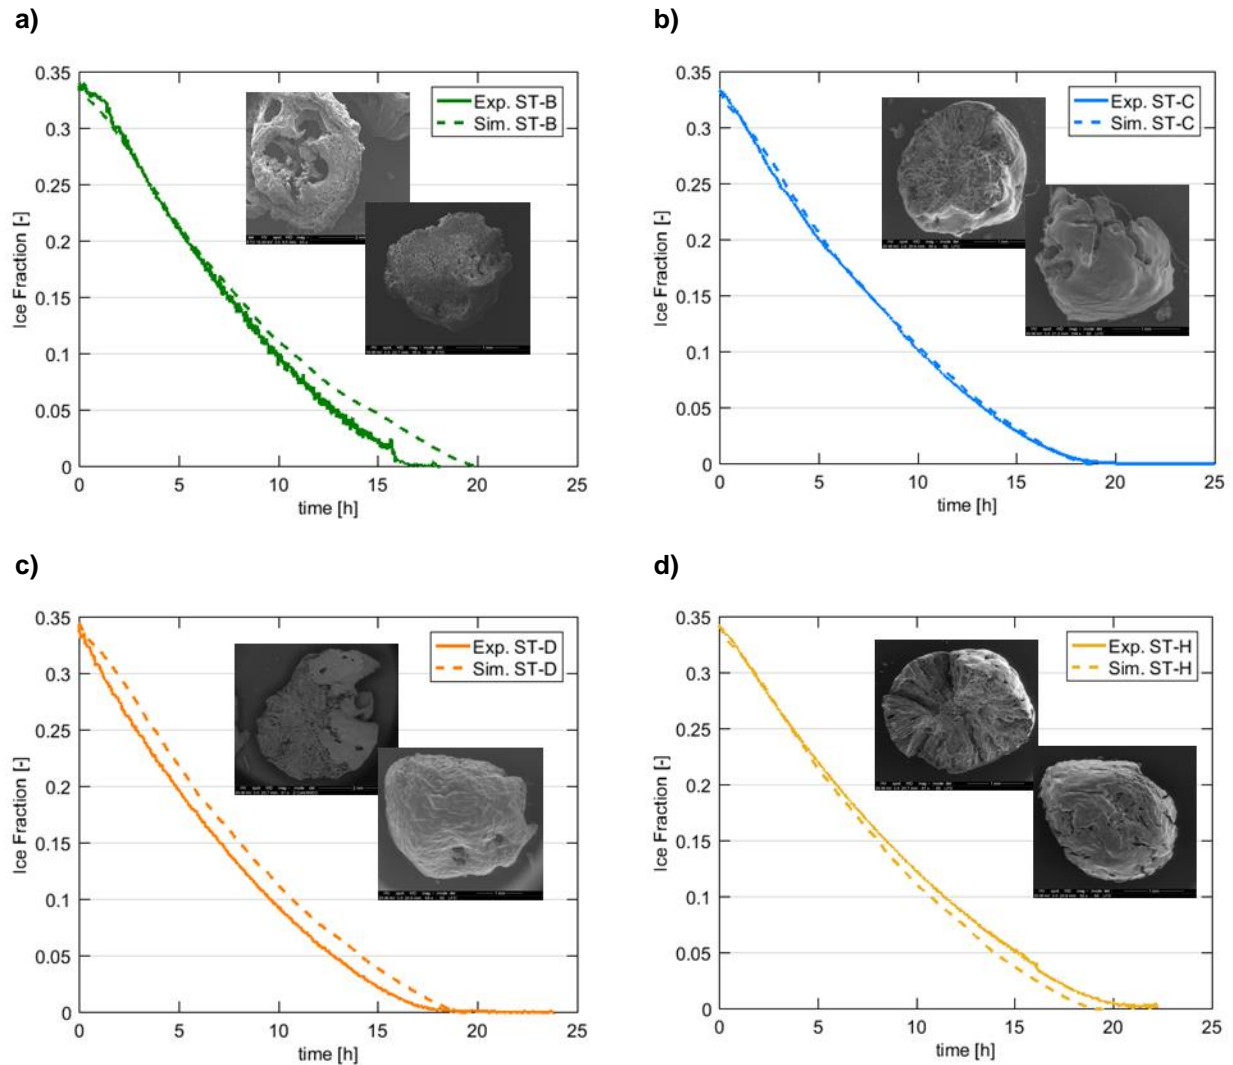 a)
0.35
0.3
0.25
0.2
0.15
0.1
0.05
0
Ice Fraction [-]
Exp. ST-B
Sim. ST-B
0 5 10 15 20 25
time [h]
b)
0.35
0.3
0.25
0.2
0.15
0.1
0.05
0
Ice Fraction [-]
Exp. ST-C
Sim. ST-C
0 5 10 15 20 25
time [h]
c)
0.35
0.3
0.25
0.2
0.15
0.1
0.05
0
Ice Fraction [-]
Exp. ST-D
Sim. ST-D
0 5 10 15 20 25
time [h]
d)
0.35
0.3
0.25
0.2
0.15
0.1
0.05
0
Ice Fraction [-]
Exp. ST-H
Sim. ST-H
0 5 10 15 20 25
time [h]